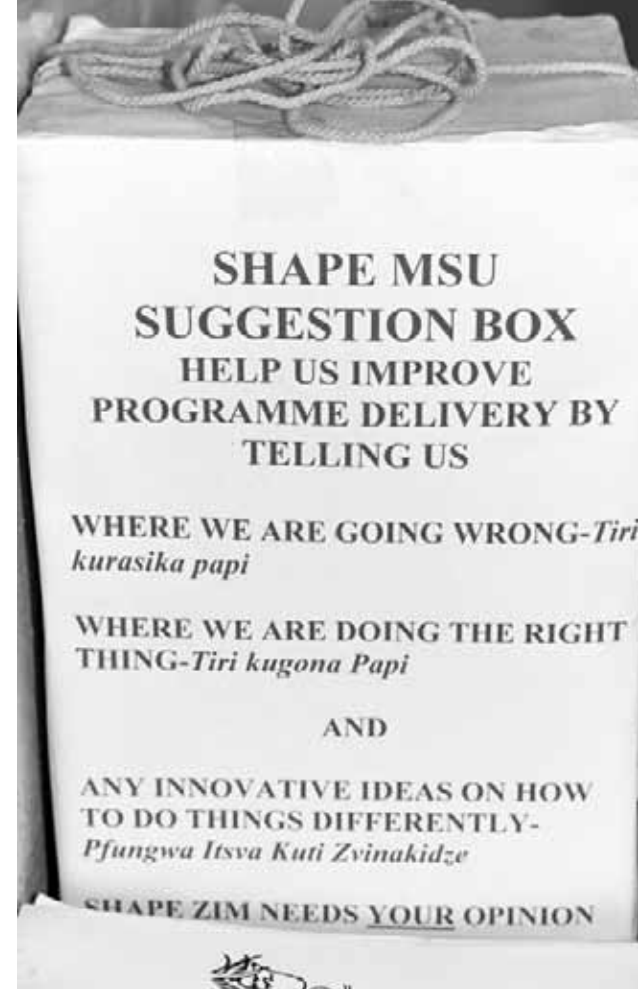 SHAPE MSU
SUGGESTION BOX
HELP US IMPROVE
PROGRAMME DELIVERY BY
TELLING US
WHERE WE ARE GOING WRONG-Tiri
kurasika papi
WHERE WE ARE DOING THE RIGHT
THING-Tiri kugona Papi
AND
ANY INNOVATIVE IDEAS ON HOW
TO DO THINGS DIFFERENTLY-
Pfungwa Itsva Kuti Zvinakidze
SHAPE ZIM NEEDS YOUR OPINION